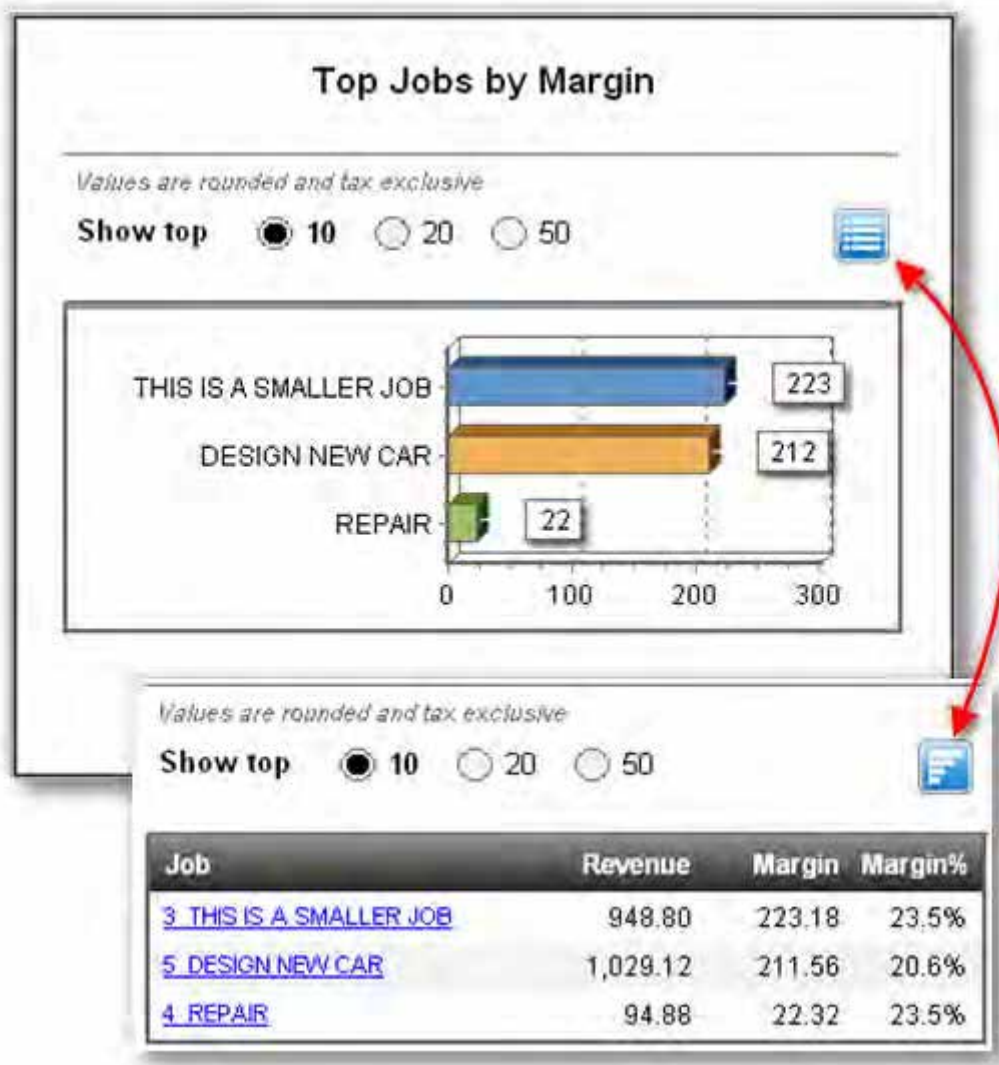 Top Jobs by Margin
Values are rounded and tax exclusive
Show top 10 20 50
THIS IS A SMALLER JOB 223
DESIGN NEW CAR 212
REPAIR 22
0 100 200 300
Values are rounded and tax exclusive
Show top 10 20 50
Job Revenue Margin Margin%
3 THIS IS A SMALLER JOB 948.80 223.18 23.5%
5 DESIGN NEW CAR 1,029.12 211.56 20.6%
4 REPAIR 94.88 22.32 23.5%